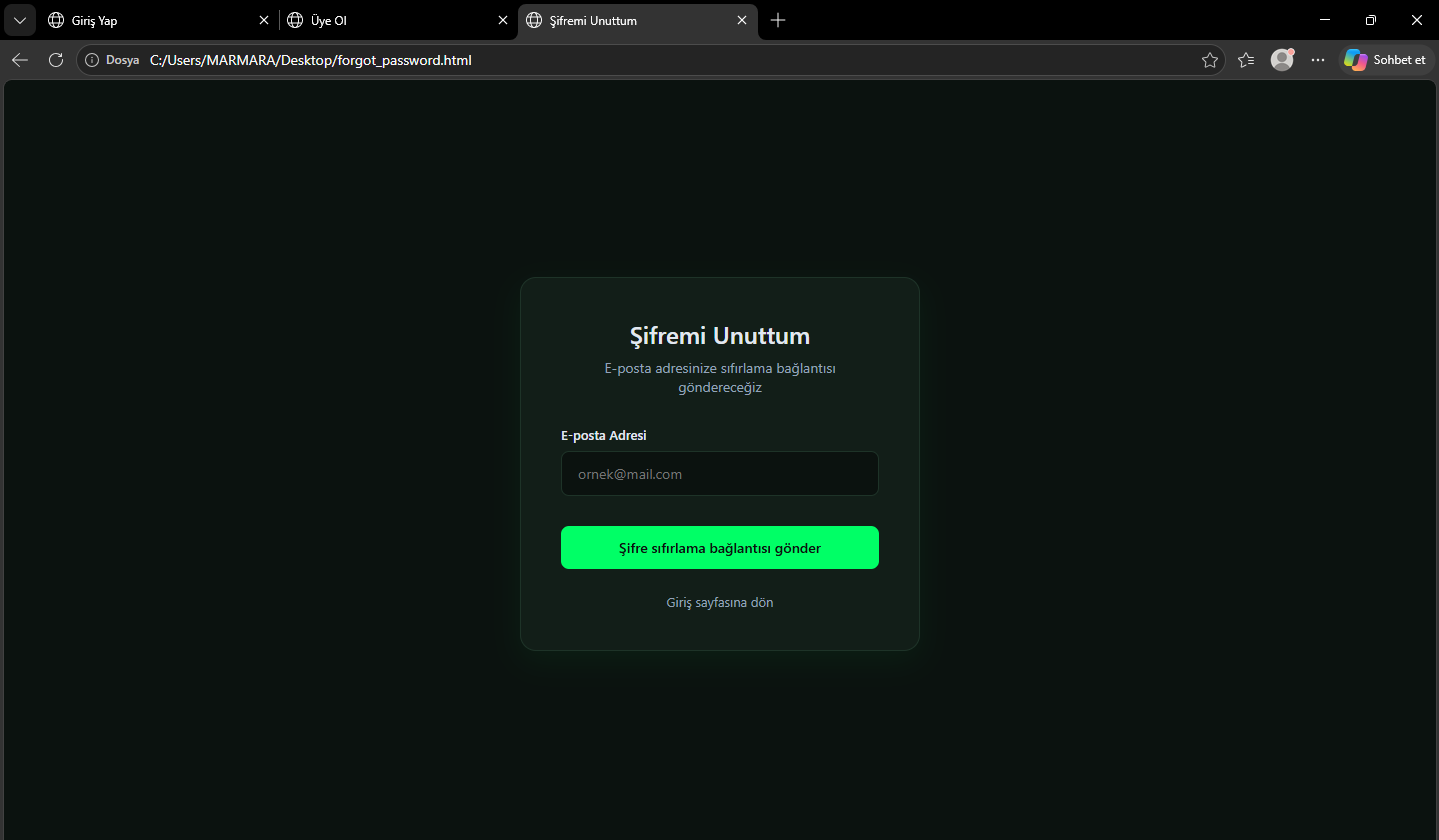 Giriş Yap
Üye Ol
Şifremi Unuttum
Dosya C:/Users/MARMARA/Desktop/forgot_password.html
Sohbet et
Şifremi Unuttum
E-posta adresinize sıfırlama bağlantısı
göndereceğiz
E-posta Adresi
ornek@mail.com
Şifre sıfırlama bağlantısı gönder
Giriş sayfasına dön